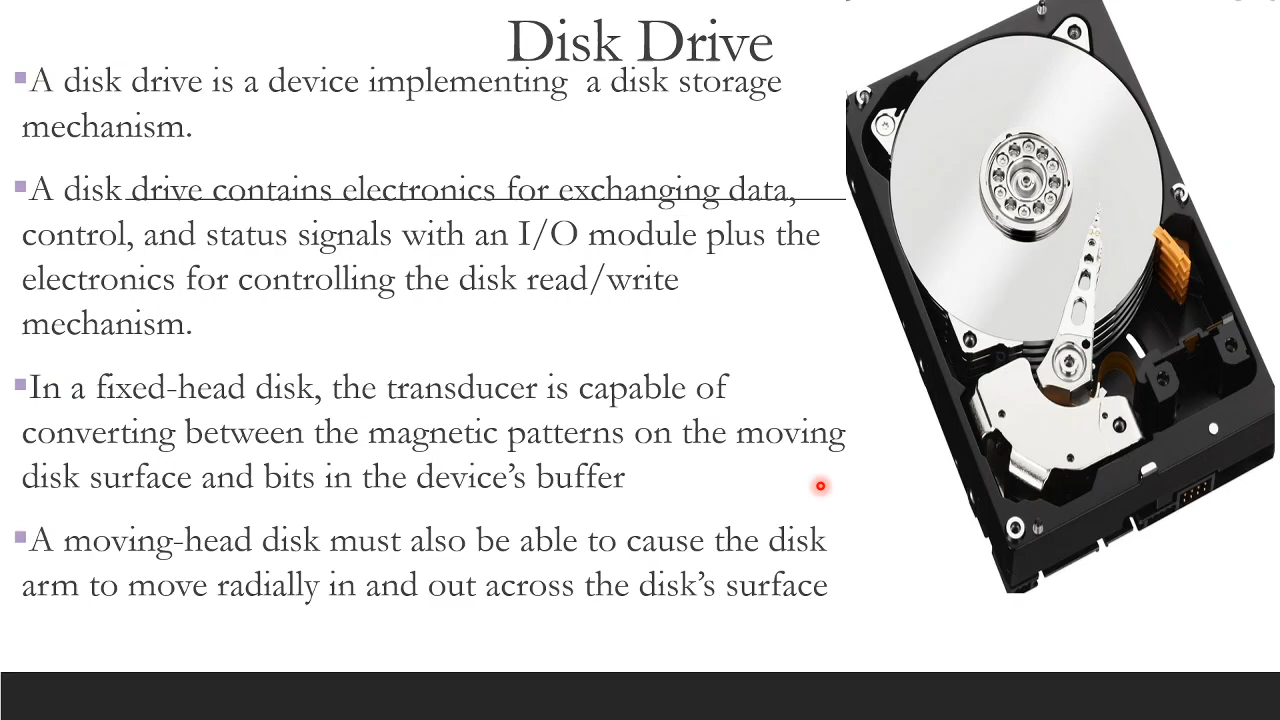 Disk Drive
▪A disk drive is a device implementing  a disk storage
mechanism.
▪A disk drive contains electronics for exchanging data,
control, and status signals with an I/O module plus the
electronics for controlling the disk read/write
mechanism.
▪In a fixed-head disk, the transducer is capable of
converting between the magnetic patterns on the moving
disk surface and bits in the device’s buffer
▪A moving-head disk must also be able to cause the disk
arm to move radially in and out across the disk’s surface